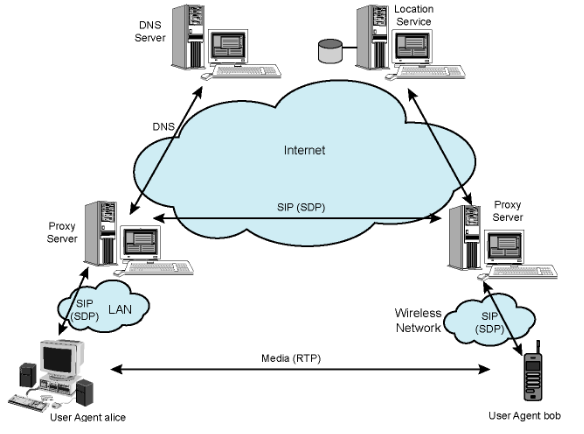 DNS
Server
Location
Service
DNS
Internet
SIP (SDP)
Proxy
Server
Proxy
Server
SIP
(SDP)
LAN
Wireless
Network
SIP
(SDP)
Media (RTP)
User Agent alice
User Agent bob